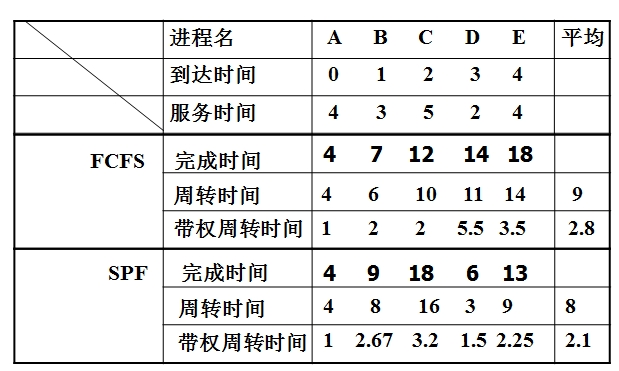 进程名 A B C D E 平均
到达时间 0 1 2 3 4
服务时间 4 3 5 2 4
FCFS 完成时间 4 7 12 14 18
周转时间 4 6 10 11 14 9
带权周转时间 1 2 2 5.5 3.5 2.8
SPF 完成时间 4 9 18 6 13
周转时间 4 8 16 3 9 8
带权周转时间 1 2.67 3.2 1.5 2.25 2.1